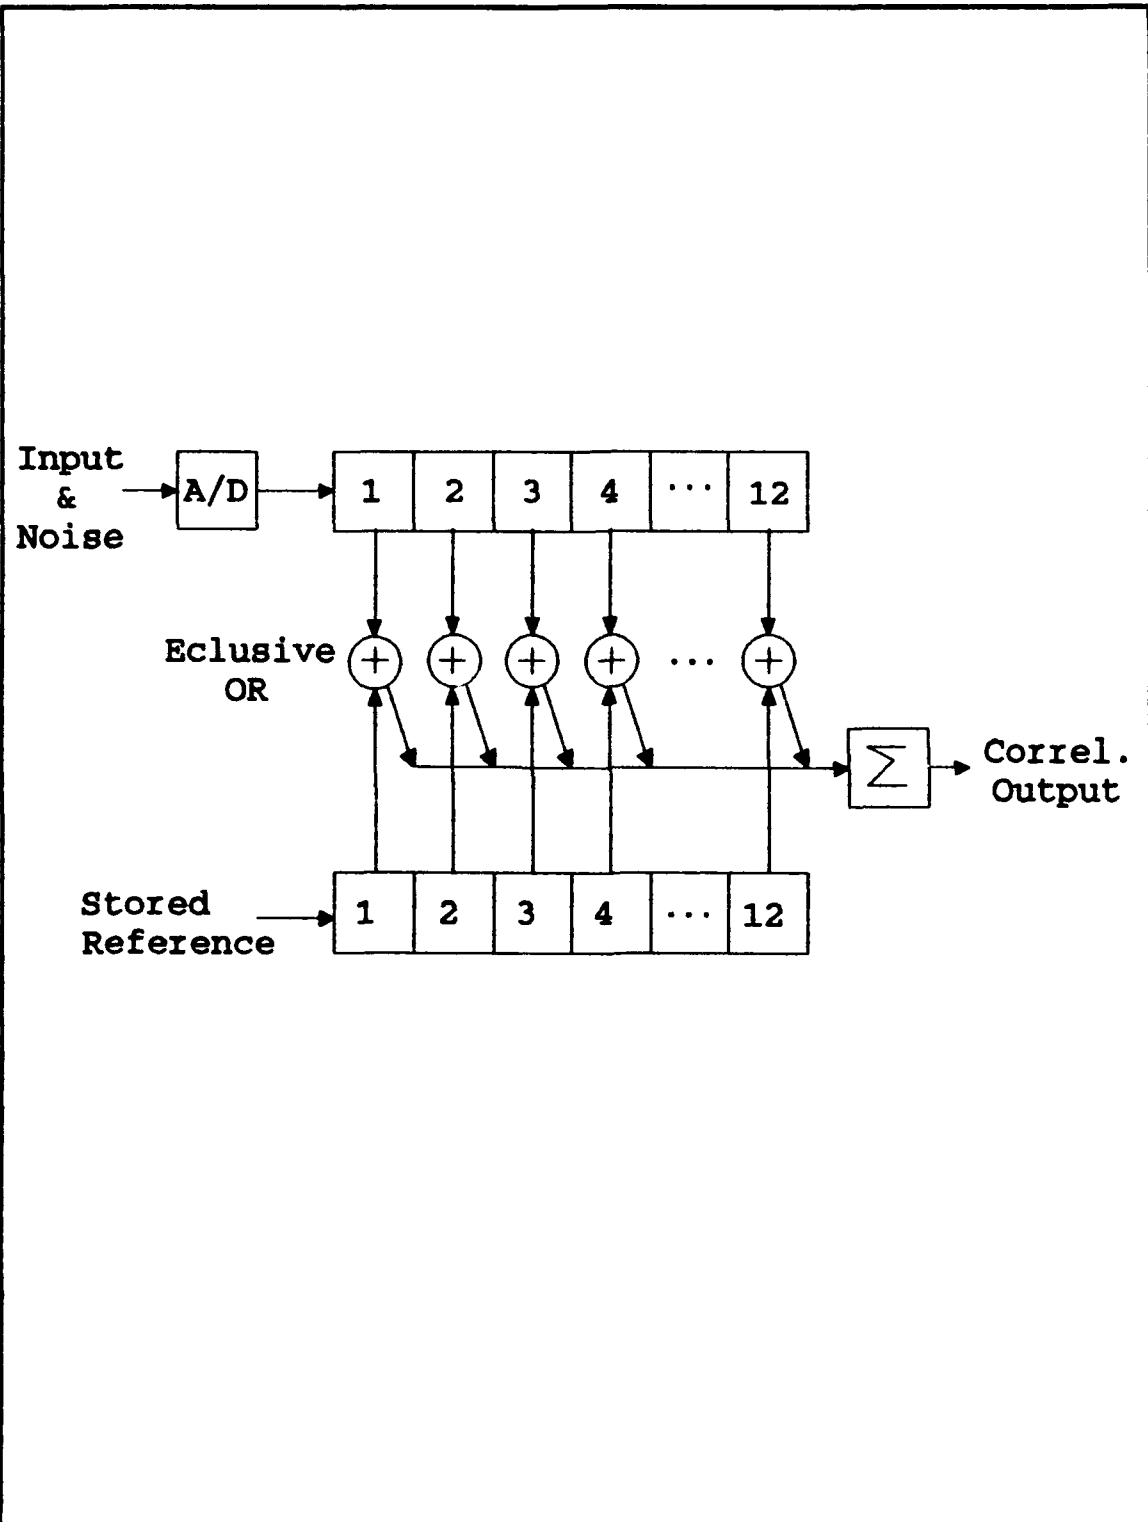 Input
&
Noise
A/D
1 2 3 4 ... 12
Eclusive
OR
+ + + + ... +
Σ
Correl.
Output
Stored
Reference
1 2 3 4 ... 12